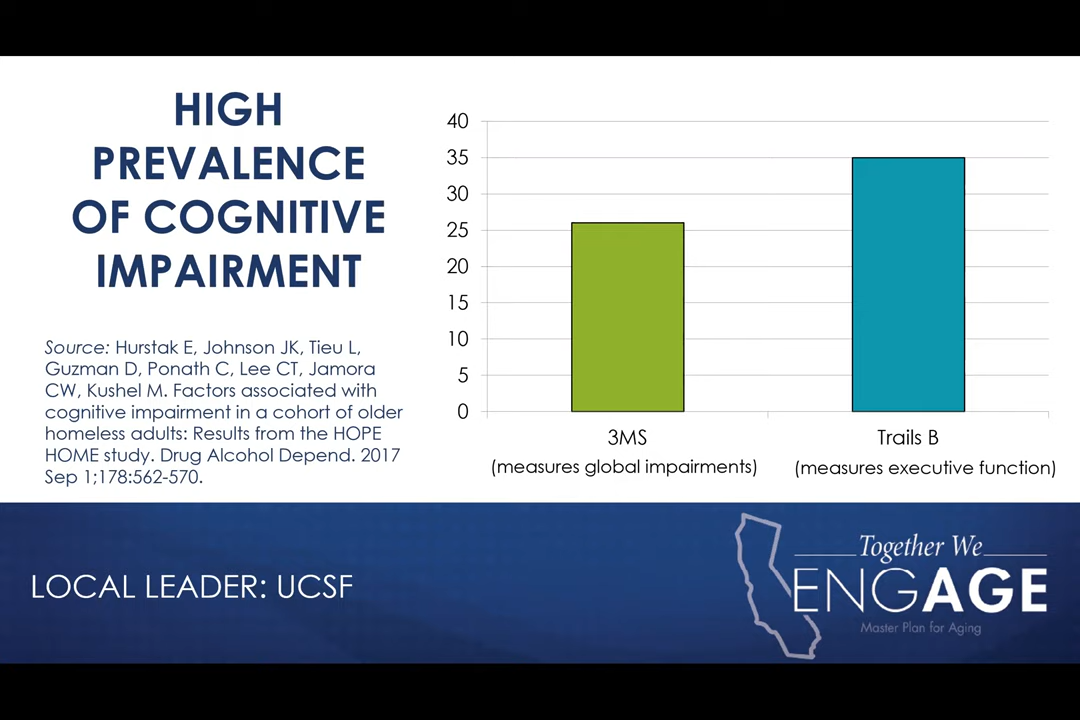 HIGH
PREVALENCE
OF COGNITIVE
IMPAIRMENT
Source: Hurstak E, Johnson JK, Tieu L,
Guzman D, Ponath C, Lee CT, Jamora
CW, Kushel M. Factors associated with
cognitive impairment in a cohort of older
homeless adults: Results from the HOPE
HOME study. Drug Alcohol Depend. 2017
Sep 1;178:562-570.
40
35
30
25
20
15
10
5
0
3MS
(measures global impairments)
Trails B
(measures executive function)
LOCAL LEADER: UCSF
Together We
ENGAGE
Master Plan for Aging